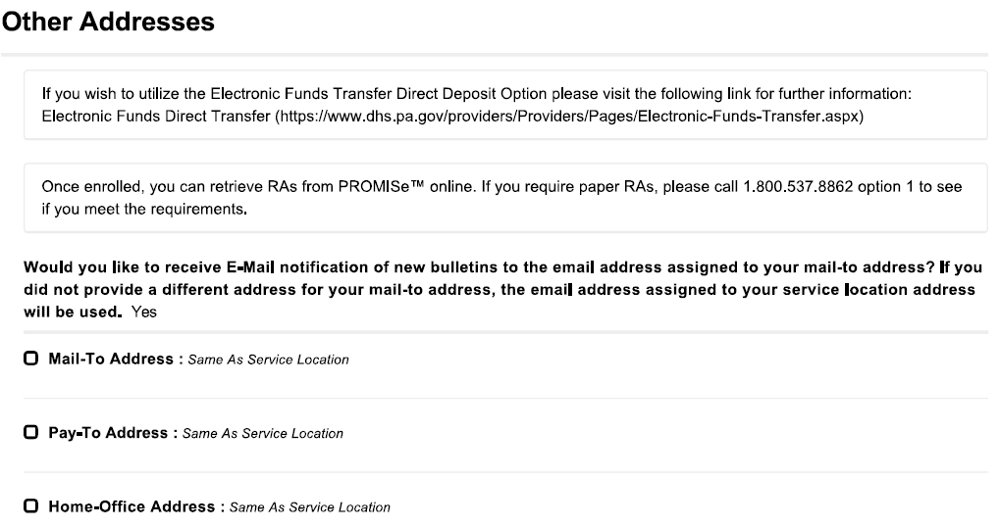 Other Addresses
If you wish to utilize the Electronic Funds Transfer Direct Deposit Option please visit the following link for further information:
Electronic Funds Direct Transfer (https://www.dhs.pa.gov/providers/Providers/Pages/Electronic-Funds-Transfer.aspx)
Once enrolled, you can retrieve RAs from PROMISe™ online. If you require paper RAs, please call 1.800.537.8862 option 1 to see
if you meet the requirements.
Would you like to receive E-Mail notification of new bulletins to the email address assigned to your mail-to address? If you
did not provide a different address for your mail-to address, the email address assigned to your service location address
will be used. Yes
Mail-To Address : Same As Service Location
Pay-To Address : Same As Service Location
Home-Office Address : Same As Service Location